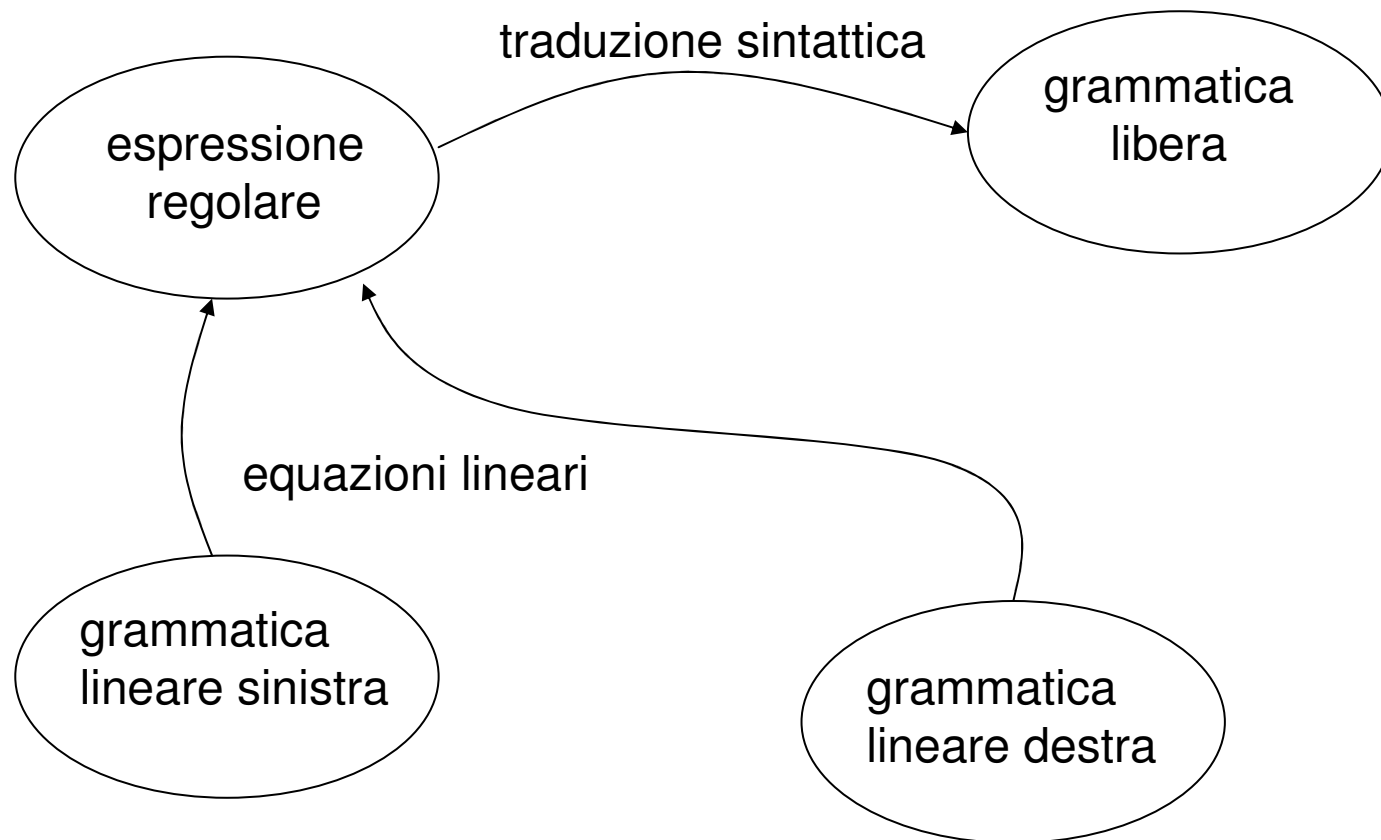 traduzione sintattica
espressione
regolare
grammatica
libera
equazioni lineari
grammatica
lineare sinistra
grammatica
lineare destra